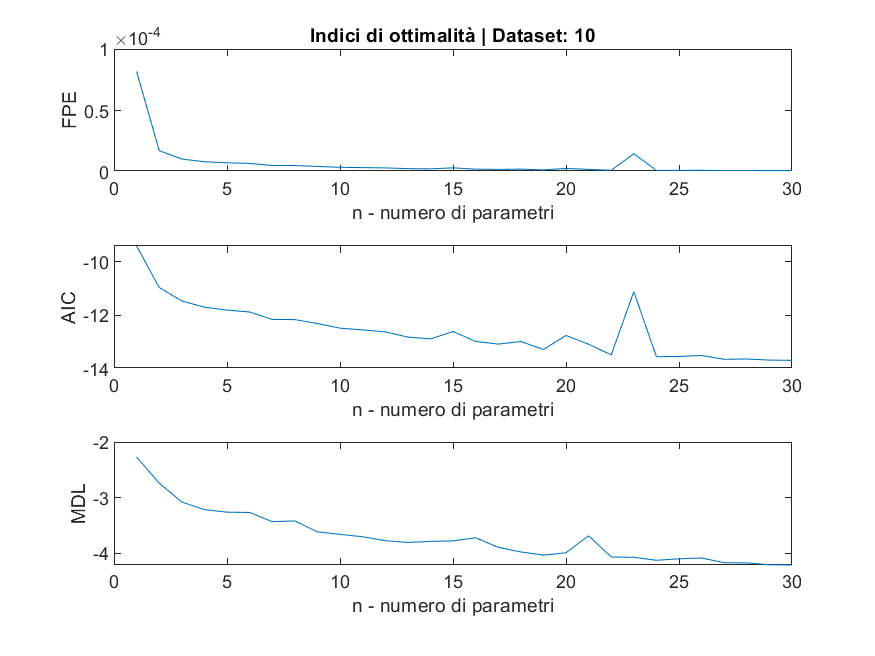 Indici di ottimalità | Dataset: 10
×10-4
1
0.5
0
FPE
0 5 10 15 20 25 30
n - numero di parametri
-10
-12
-14
AIC
0 5 10 15 20 25 30
n - numero di parametri
-2
-3
-4
MDL
0 5 10 15 20 25 30
n - numero di parametri